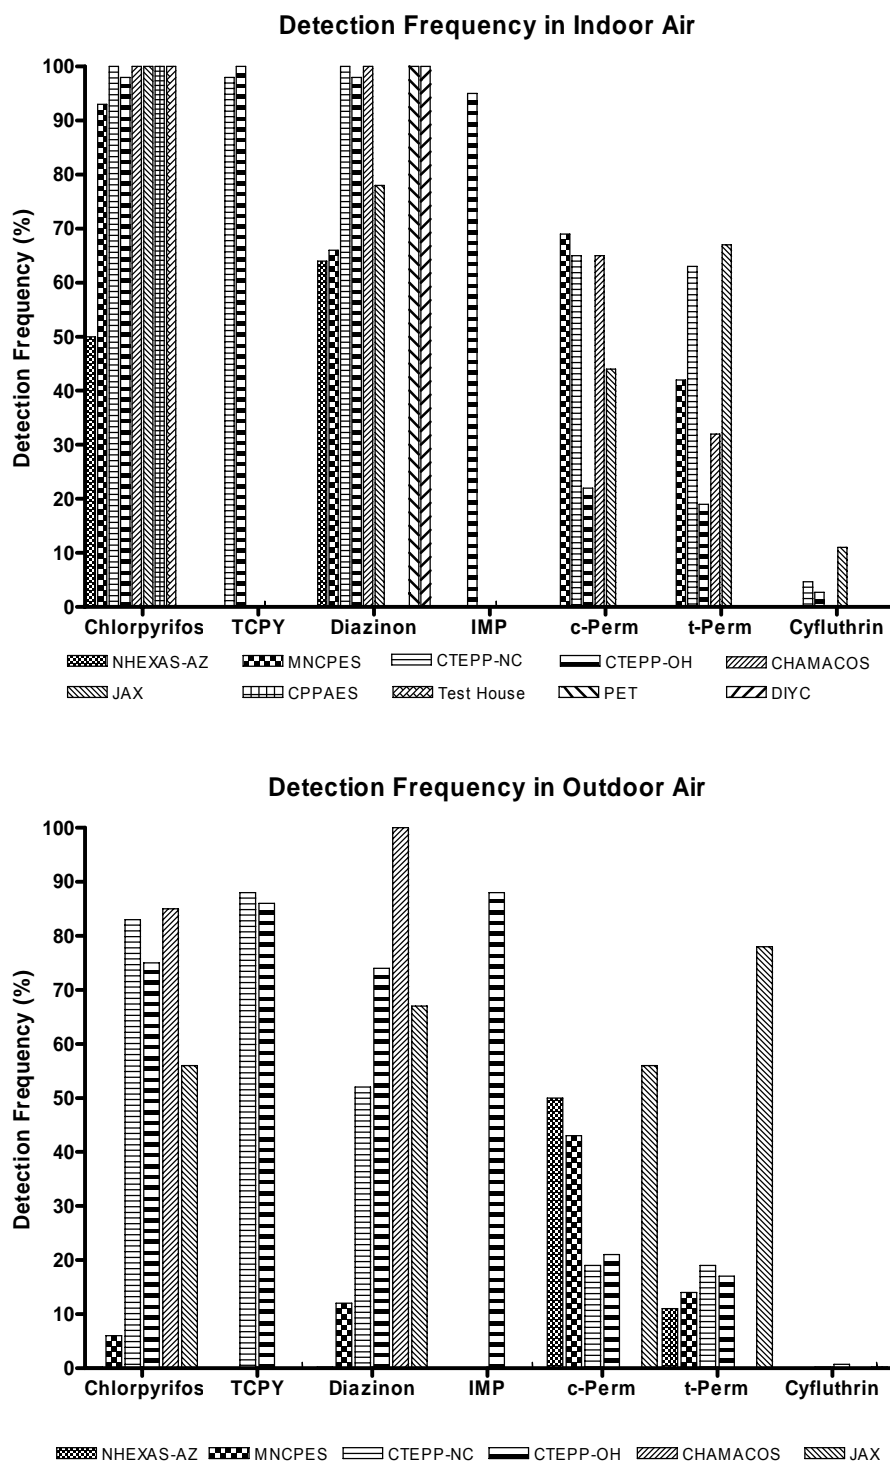 Detection Frequency in Indoor Air
Detection Frequency (%)
100
90
80
70
60
50
40
30
20
10
0
Chlorpyrifos TCPY Diazinon IMP c-Perm t-Perm Cyfluthrin
NHEXAS-AZ MNCPES CTEPP-NC CTEPP-OH CHAMACOS
JAX CPPAES Test House PET DIYC
Detection Frequency in Outdoor Air
Detection Frequency (%)
100
90
80
70
60
50
40
30
20
10
0
Chlorpyrifos TCPY Diazinon IMP c-Perm t-Perm Cyfluthrin
NHEXAS-AZ MNCPES CTEPP-NC CTEPP-OH CHAMACOS JAX